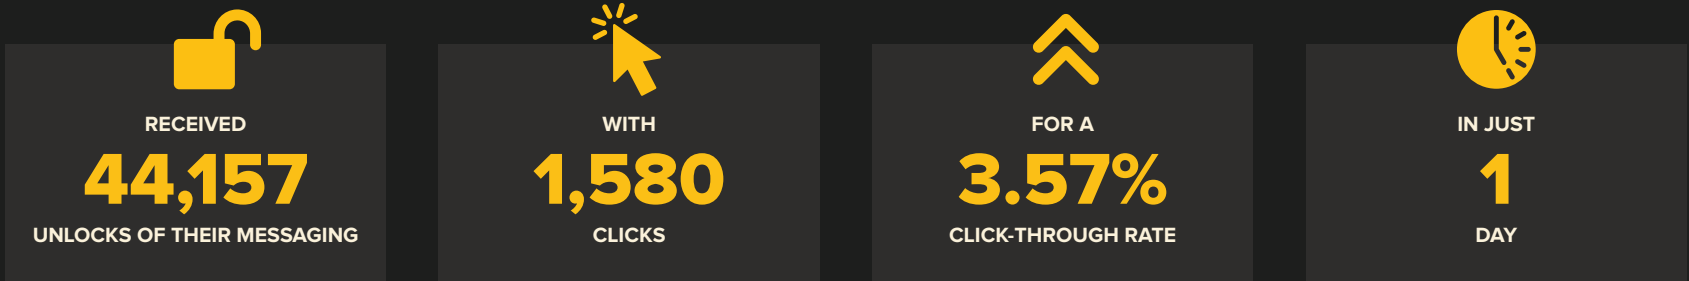 RECEIVED
44,157
UNLOCKS OF THEIR MESSAGING
WITH
1,580
CLICKS
FOR A
3.57%
CLICK-THROUGH RATE
IN JUST
1
DAY